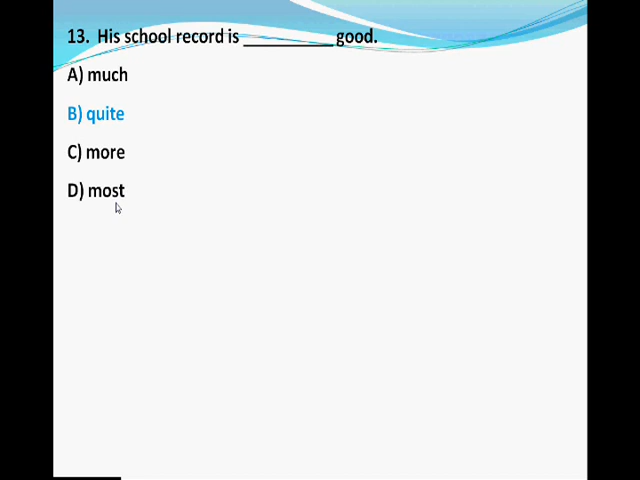 13. His school record is __________ good.
A) much
B) quite
C) more
D) most